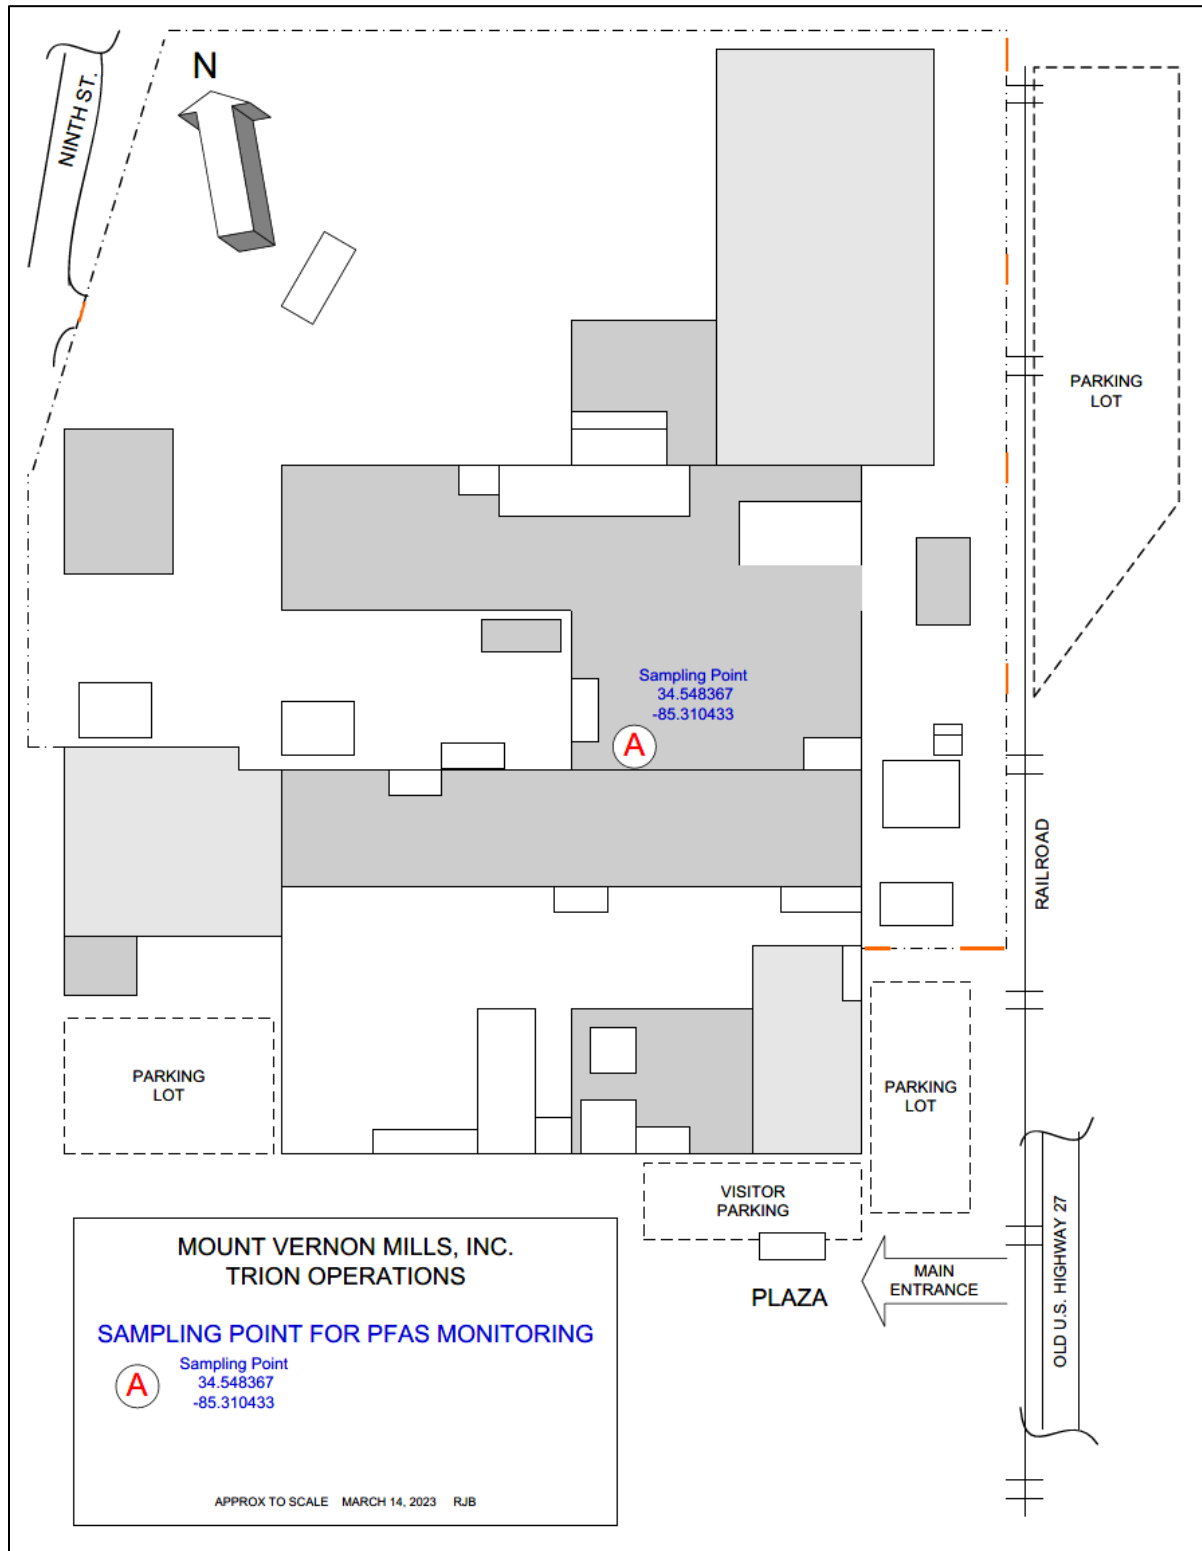 N
NINTH ST.
PARKING
LOT
Sampling Point
34.548367
-85.310433
A
RAILROAD
PARKING
LOT
PARKING
LOT
VISITOR
PARKING
PLAZA
MAIN
ENTRANCE
OLD U.S. HIGHWAY 27
MOUNT VERNON MILLS, INC.
TRION OPERATIONS
SAMPLING POINT FOR PFAS MONITORING
A
Sampling Point
34.548367
-85.310433
APPROX TO SCALE MARCH 14, 2023 RJB